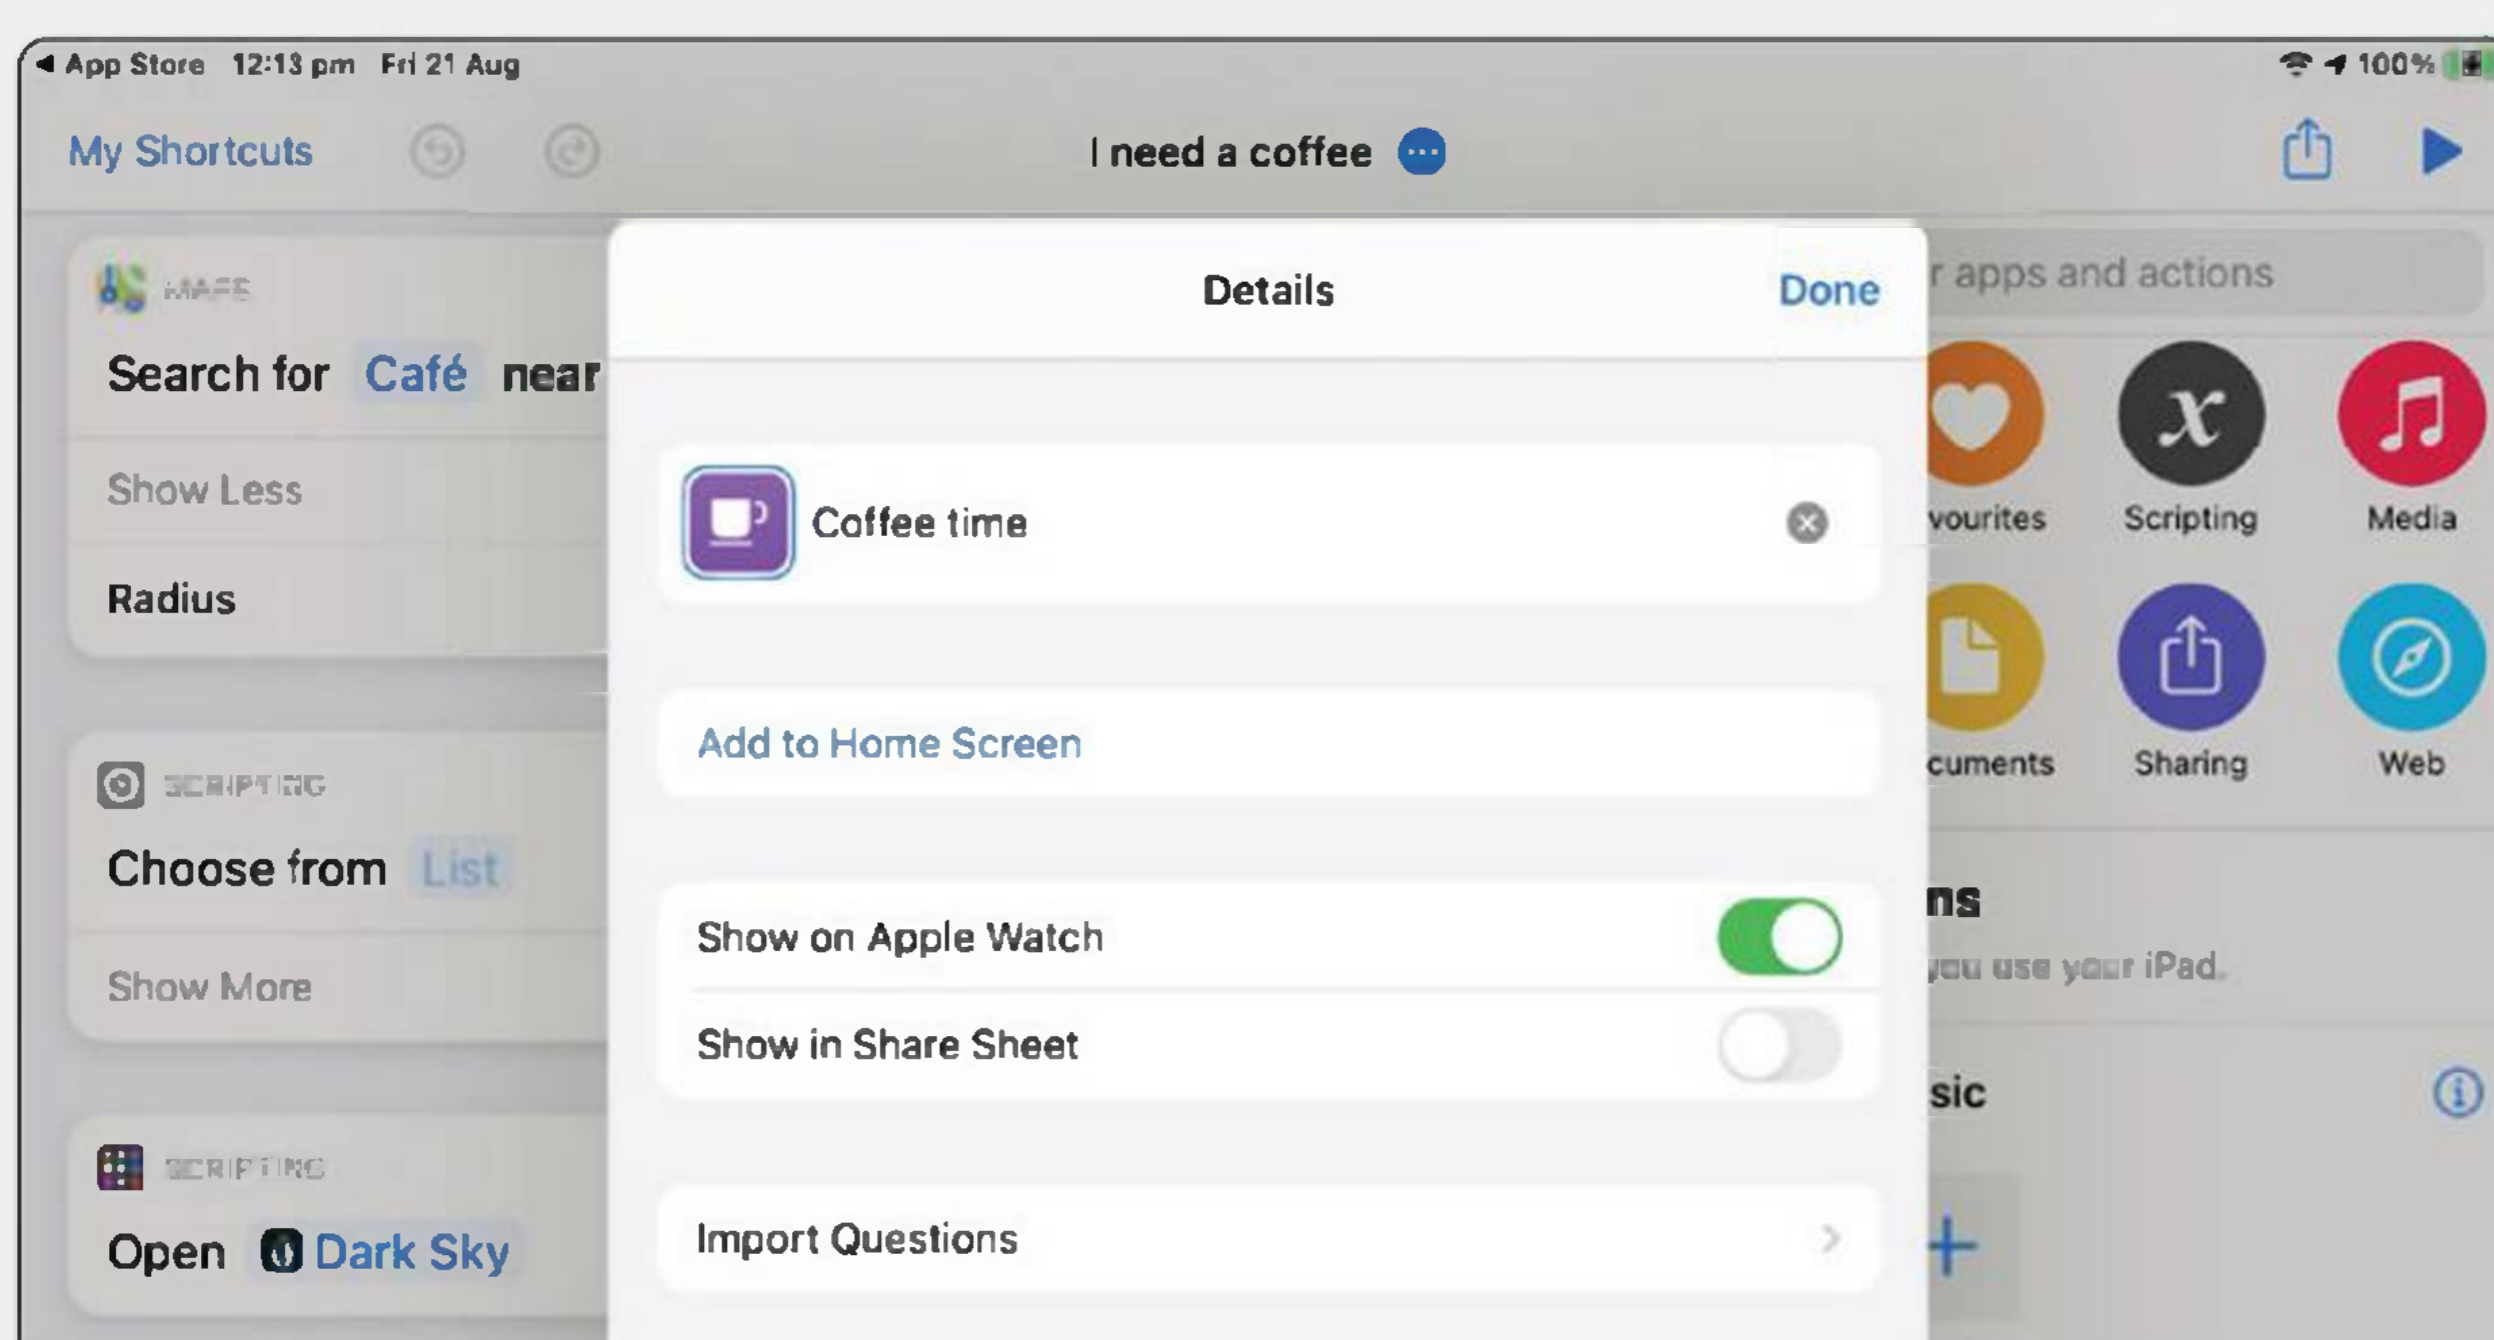 App Store 12:13 pm Fri 21 Aug 100%
My Shortcuts
I need a coffee
MAPS
Search for Café near
Show Less
Radius
SCRIPTING
Choose from List
Show More
SCRIPTING
Open Dark Sky
Details Done
Coffee time
Add to Home Screen
Show on Apple Watch
Show in Share Sheet
Import Questions
r apps and actions
vourites Scripting Media
cuments Sharing Web
ns
you use your iPad.
sic